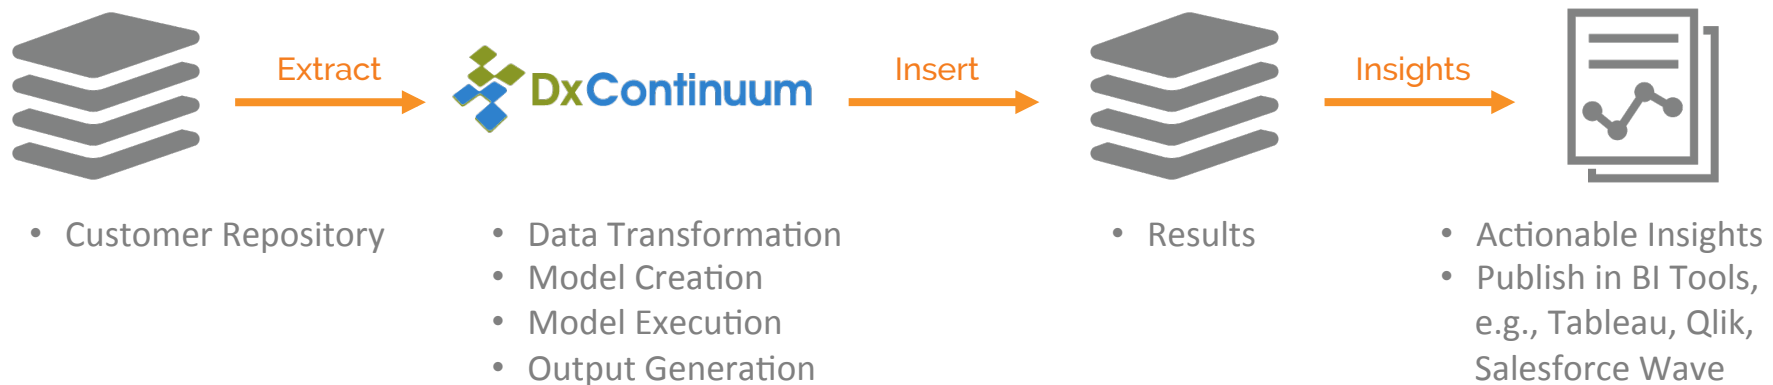 Extract
DxContinuum
Insert
Insights
• Customer Repository
• Data Transformation
• Model Creation
• Model Execution
• Output Generation
• Results
• Actionable Insights
• Publish in BI Tools,
e.g., Tableau, Qlik,
Salesforce Wave